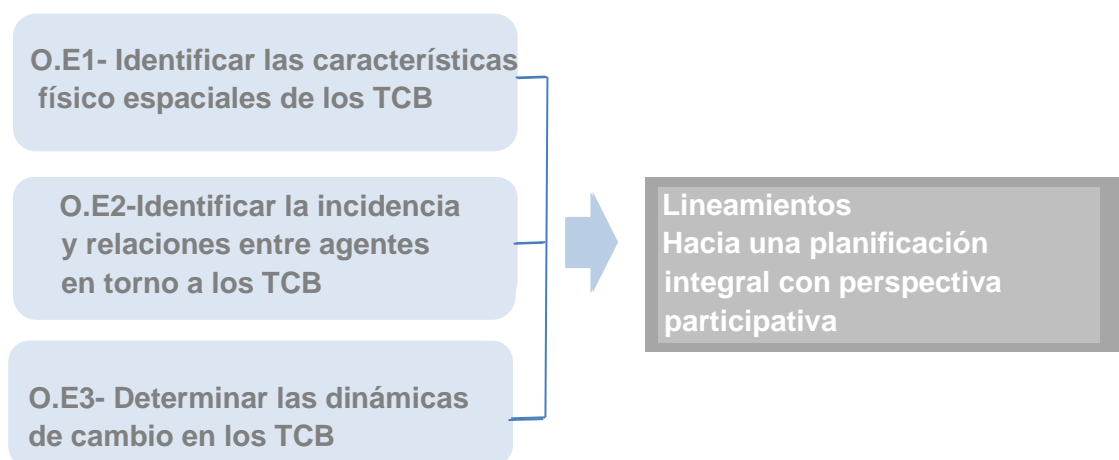 O.E1- Identificar las características
físico espaciales de los TCB
O.E2-Identificar la incidencia
y relaciones entre agentes
en torno a los TCB
O.E3- Determinar las dinámicas
de cambio en los TCB
Lineamientos
Hacia una planificación
integral con perspectiva
participativa